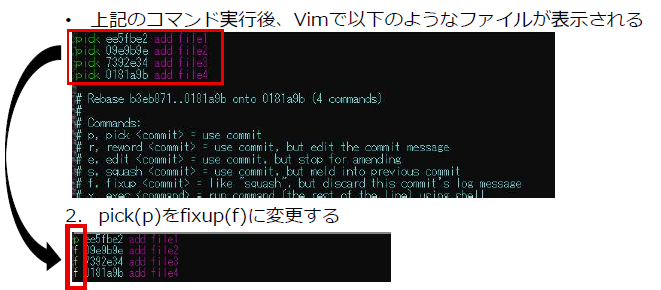 • 上記のコマンド実行後、Vimで以下のようなファイルが表示される
pick ee5fbe2 add file1
pick 09e9b9e add file2
pick 7392e34 add file3
pick 0181a9b add file4
# Rebase b3eb071..0181a9b onto 0181a9b (4 commands)
#
# Commands:
# p, pick <commit> = use commit
# r, reword <commit> = use commit, but edit the commit message
# e, edit <commit> = use commit, but stop for amending
# s, squash <commit> = use commit, but meld into previous commit
# f, fixup <commit> = like "squash", but discard this commit's log message
# x, exec <command> = run command (the rest of the line) using shell
2. pick(p)をfixup(f)に変更する
p ee5fbe2 add file1
f 09e9b9e add file2
f 7392e34 add file3
f 0181a9b add file4